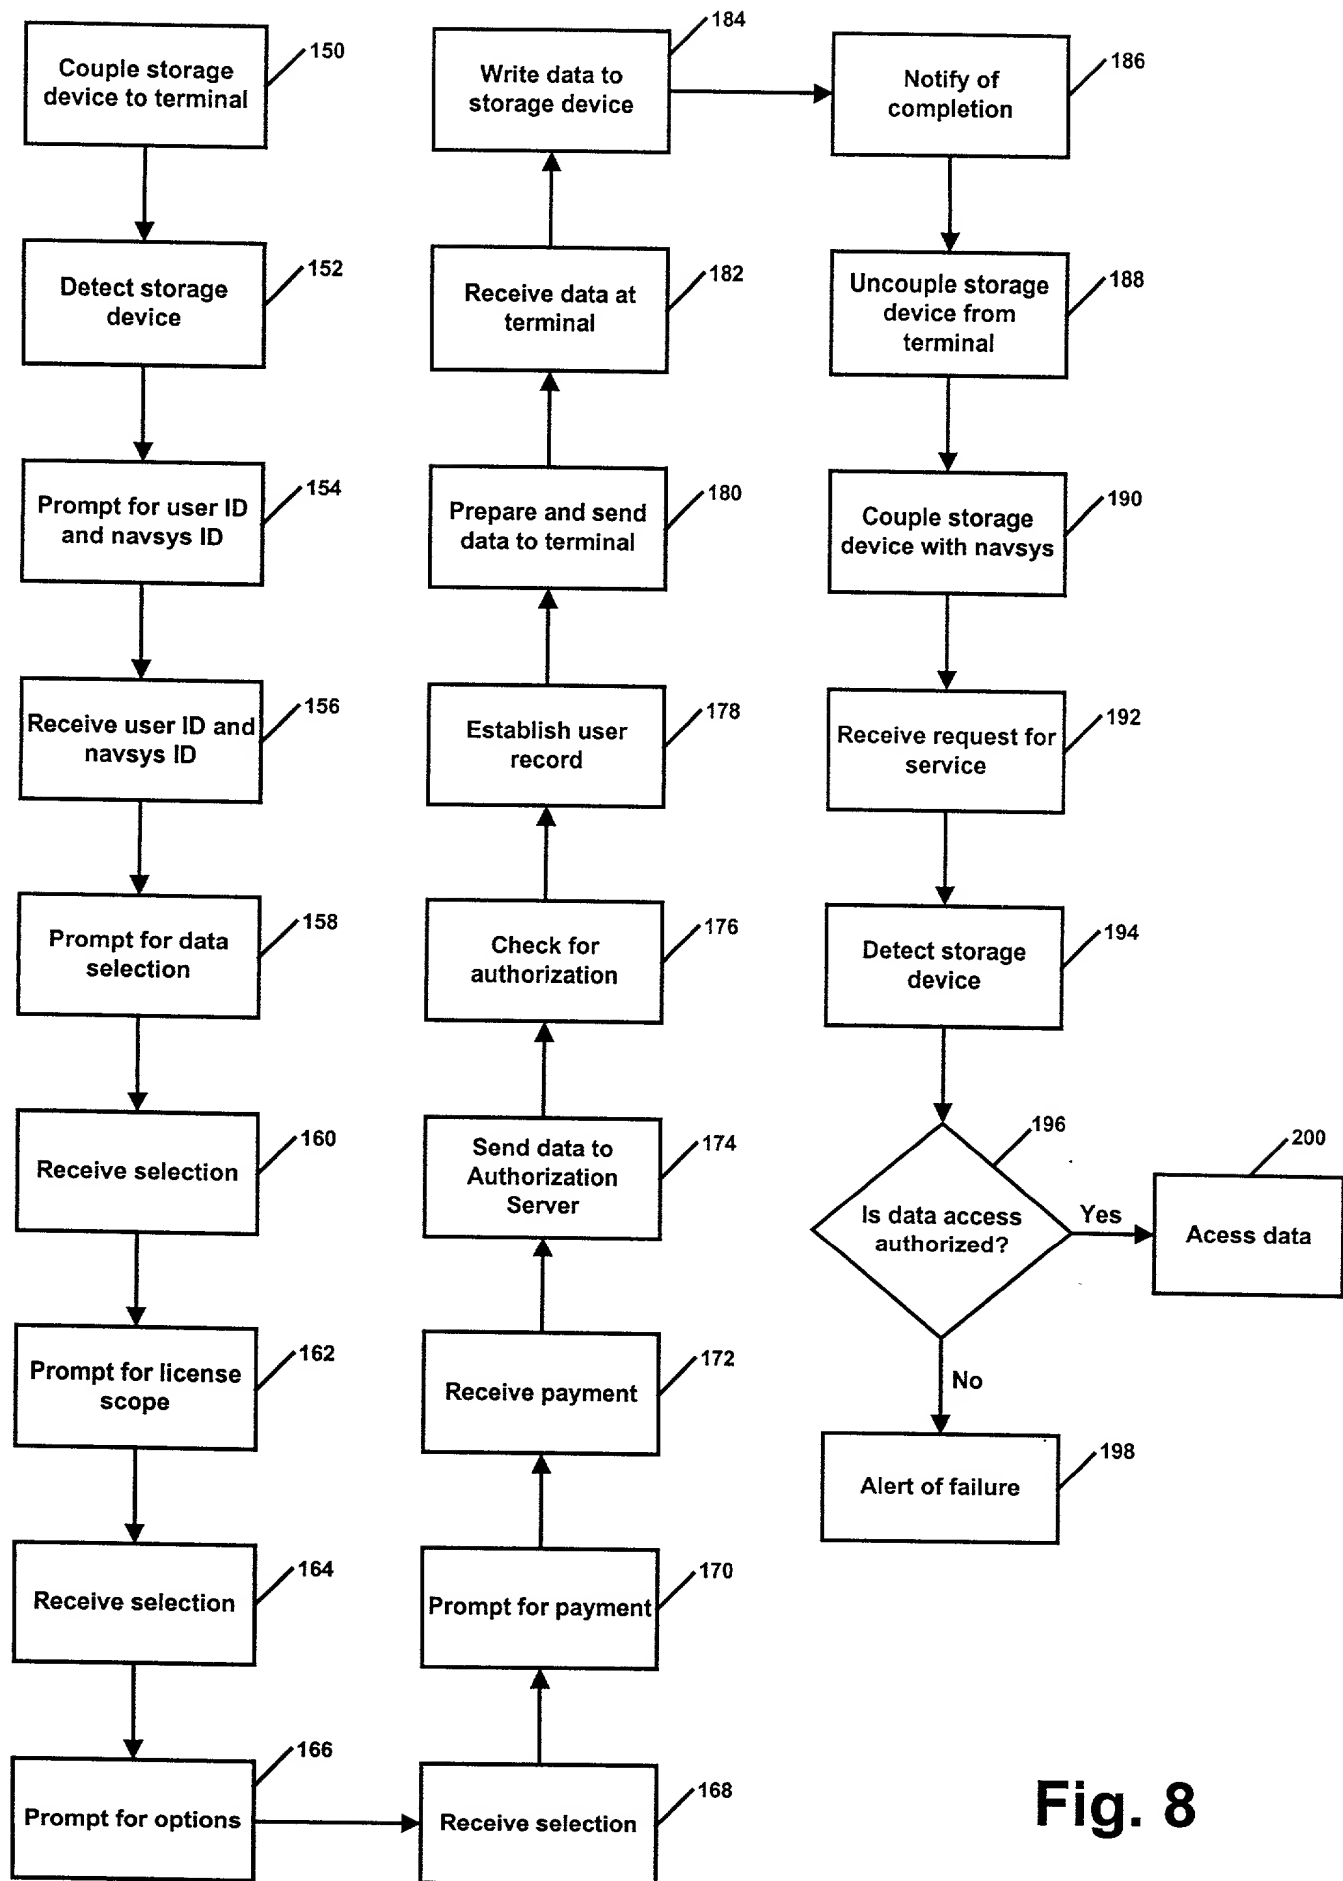 150
Couple storage
device to terminal
152
Detect storage
device
154
Prompt for user ID
and navsys ID
156
Receive user ID and
navsys ID
158
Prompt for data
selection
160
Receive selection
162
Prompt for license
scope
164
Receive selection
166
Prompt for options
168
Receive selection
170
Prompt for payment
172
Receive payment
174
Send data to
Authorization
Server
176
Check for
authorization
178
Establish user
record
180
Prepare and send
data to terminal
182
Receive data at
terminal
184
Write data to
storage device
186
Notify of
completion
188
Uncouple storage
device from
terminal
190
Couple storage
device with navsys
192
Receive request for
service
194
Detect storage
device
196
Is data access
authorized?
Yes
200
Acess data
No
198
Alert of failure
Fig. 8